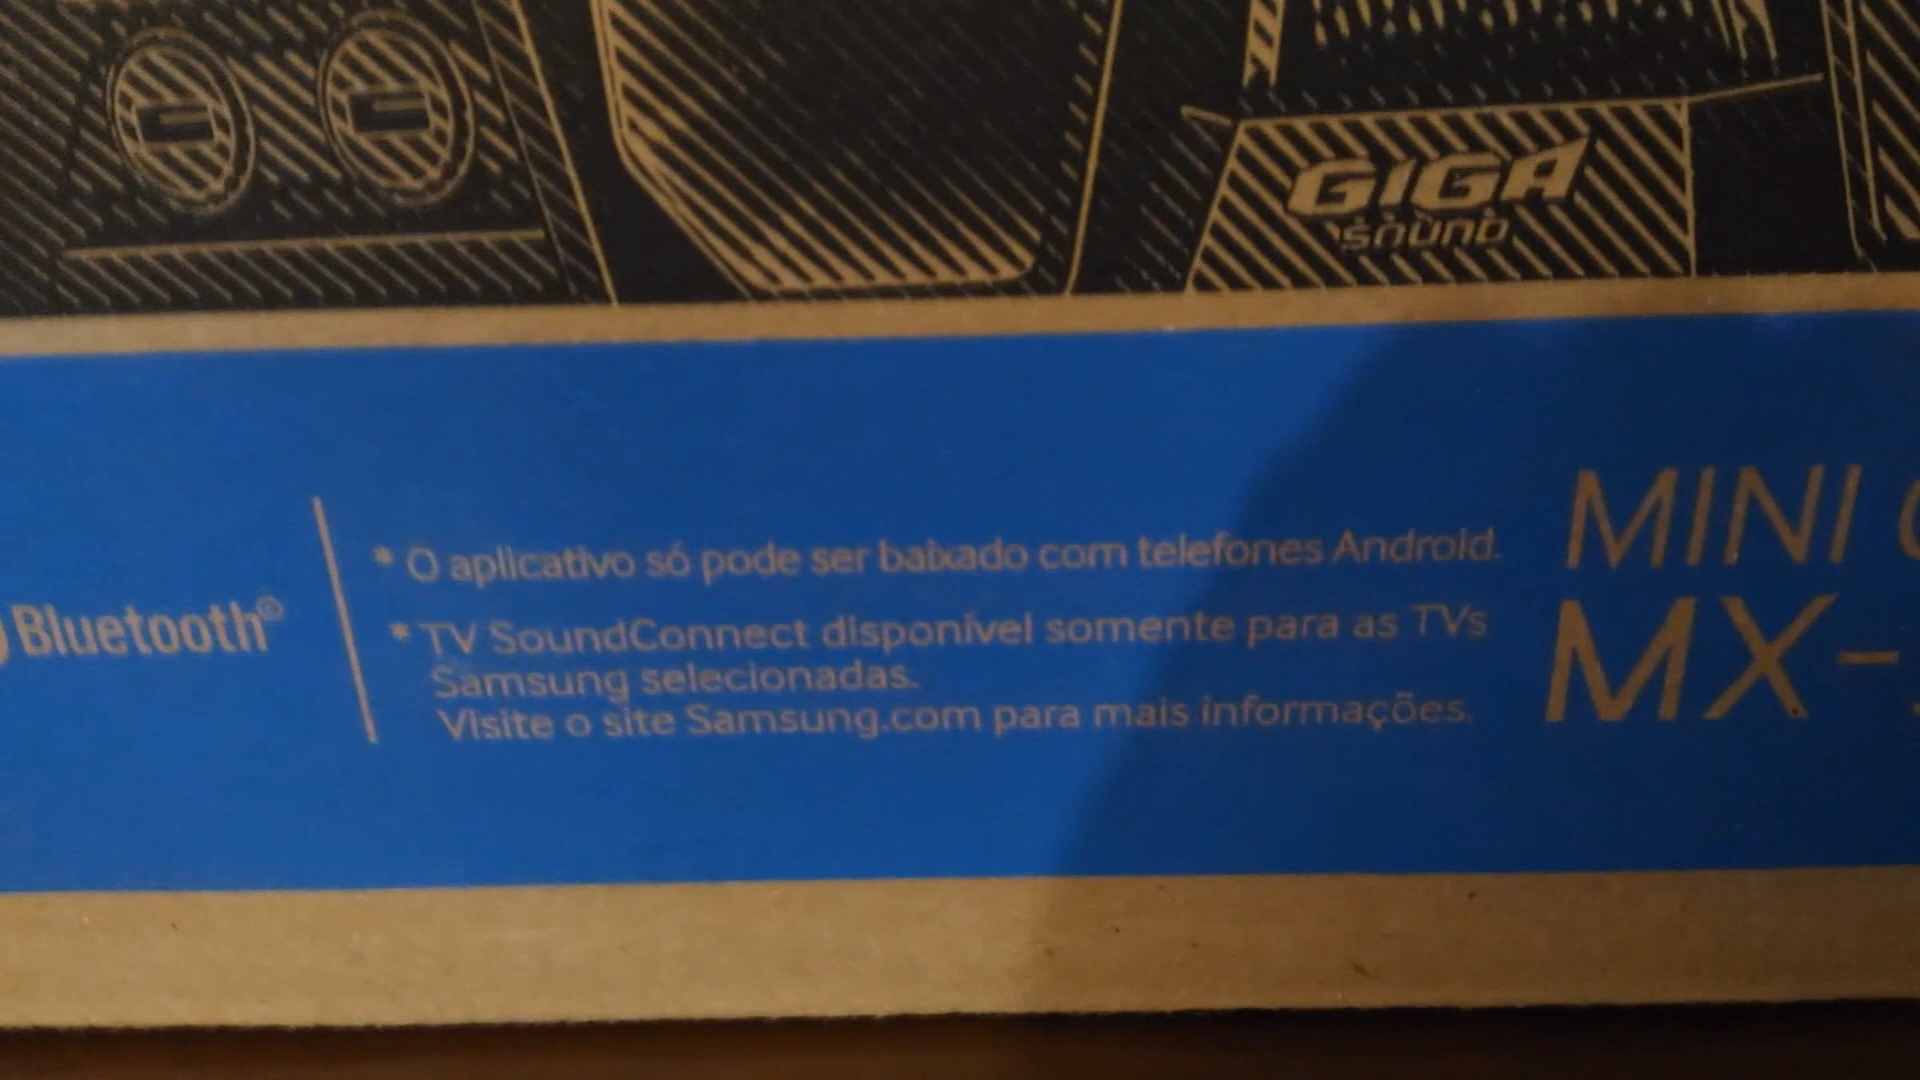 GIGA
sound
Bluetooth®
* O aplicativo só pode ser baixado com telefones Android.
* TV SoundConnect disponível somente para as TVs
Samsung selecionadas.
Visite o site Samsung.com para mais informações.
MINI
MX-